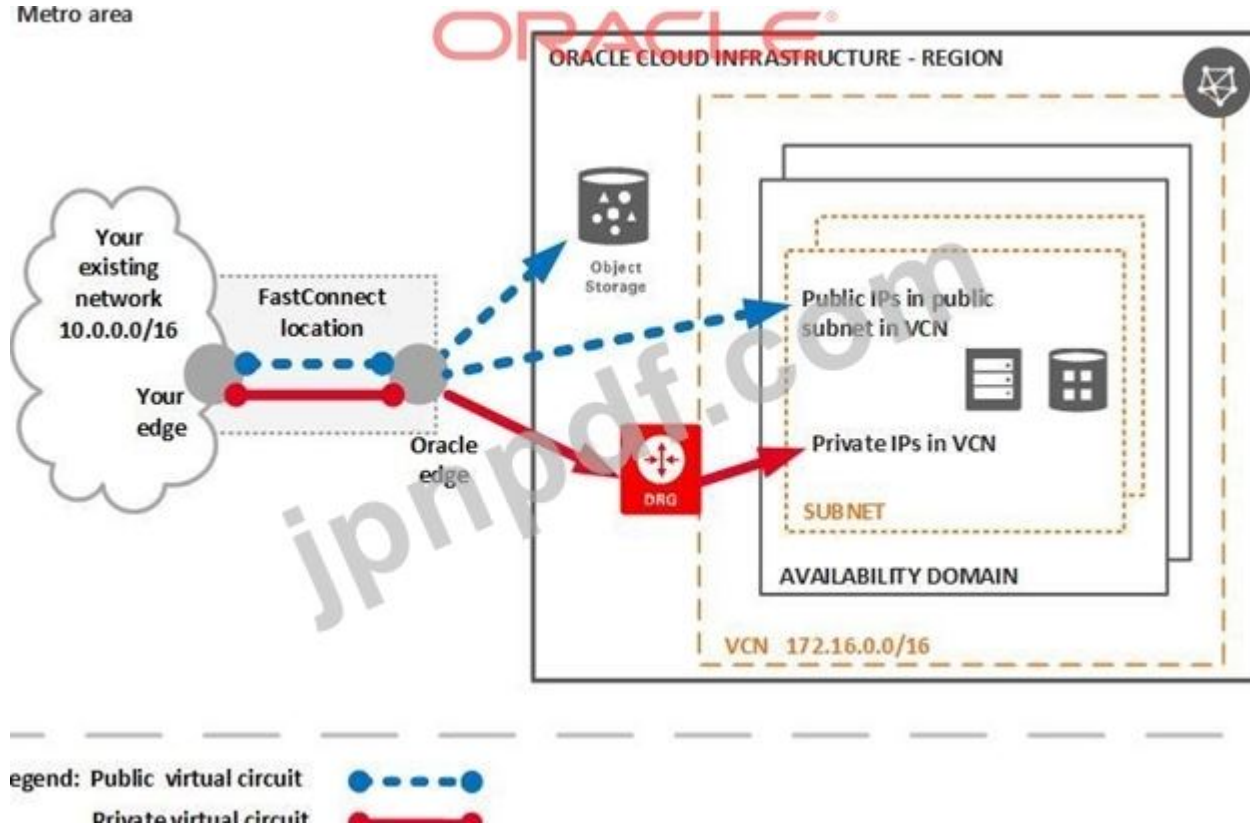 Metro area
ORACLE
ORACLE CLOUD INFRASTRUCTURE - REGION
Your
existing
network
10.0.0.0/16
FastConnect
location
Your
edge
Oracle
edge
Object
Storage
DRG
Public IPs in public
subnet in VCN
Private IPs in VCN
SUBNET
AVAILABILITY DOMAIN
VCN 172.16.0.0/16
jpnpdf.com
egend: Public virtual circuit
Private virtual circuit